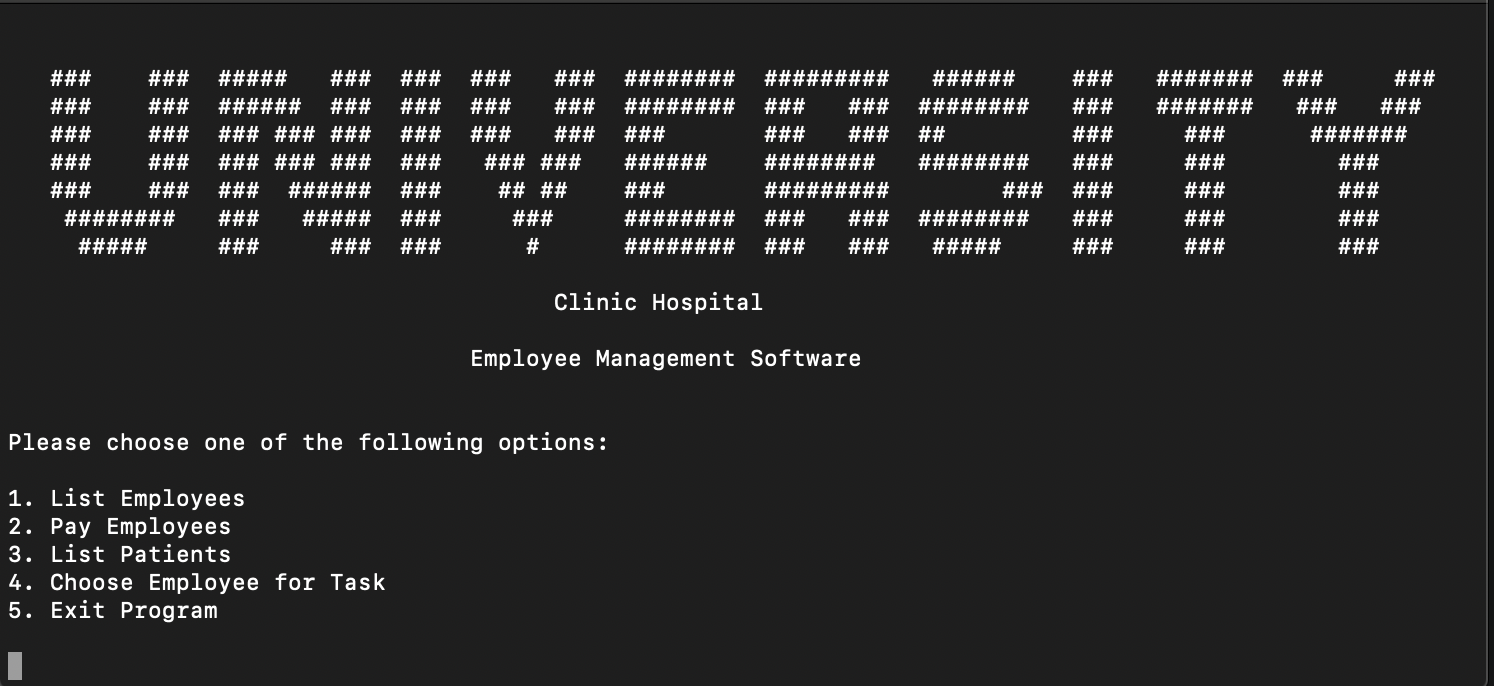 UNIVERSITY
Clinic Hospital
Employee Management Software
Please choose one of the following options:
1. List Employees
2. Pay Employees
3. List Patients
4. Choose Employee for Task
5. Exit Program